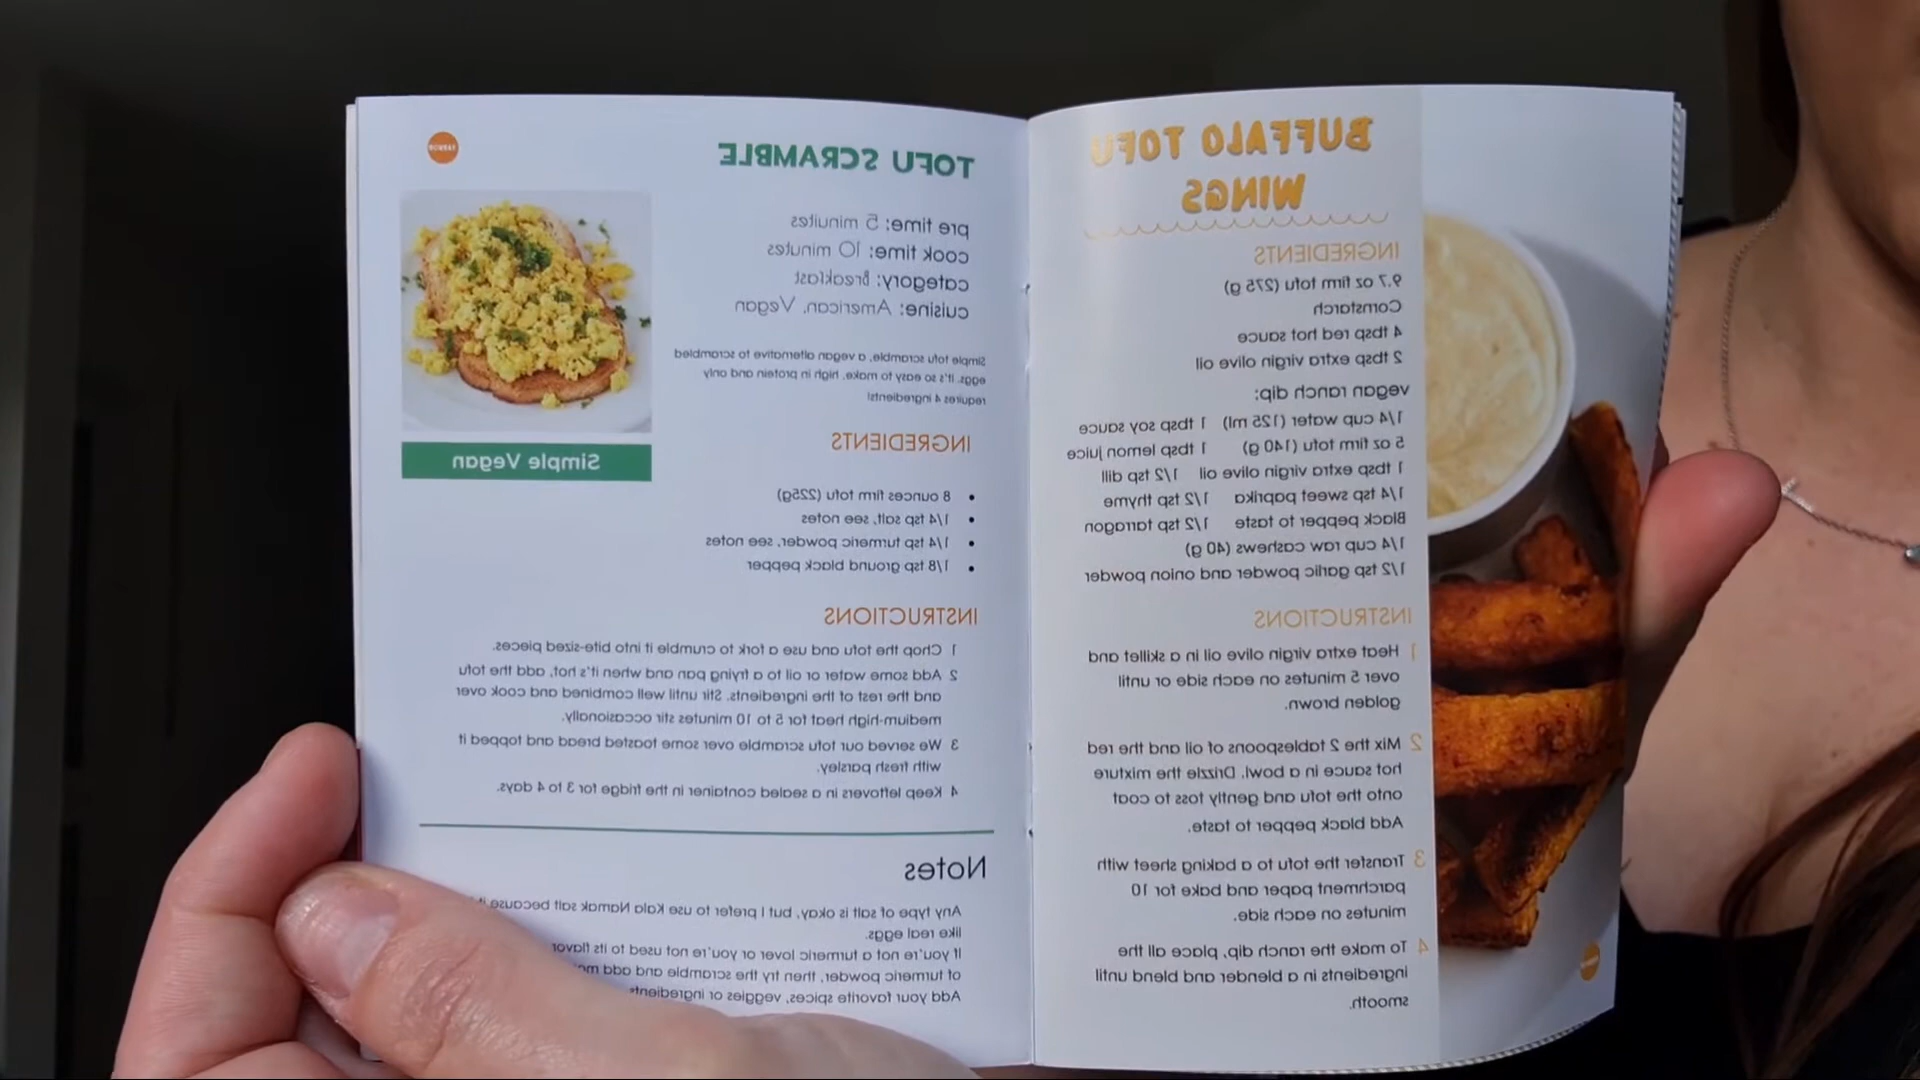 BUFFALO TOFU
WINGS
INGREDIENTS
9.7 oz firm tofu (275 g)
Cornstarch
4 tbsp red hot sauce
2 tbsp extra virgin olive oil
vegan ranch dip:
1/4 cup water (125 ml) 1 tbsp soy sauce
5 oz firm tofu (140 g) 1 tbsp lemon juice
1 tbsp extra virgin olive oil 1/2 tsp dill
1/4 tsp sweet paprika 1/2 tsp thyme
Black pepper to taste 1/2 tsp tarragon
1/4 cup raw cashews (40 g)
1/2 tsp garlic powder and onion powder
INSTRUCTIONS
1 Heat extra virgin olive oil in a skillet and
over 5 minutes on each side or until
golden brown.
2 Mix the 2 tablespoons of oil and the red
hot sauce in a bowl. Drizzle the mixture
onto the tofu and gently toss to coat
Add black pepper to taste.
3 Transfer the tofu to a baking sheet with
parchment paper and bake for 10
minutes on each side.
4 To make the ranch dip, place all the
ingredients in a blender and blend until
smooth.
TOFU SCRAMBLE
pre time: 5 minuites
cook time: 10 minutes
category: Breakfast
cuisine: American, Vegan
Simple tofu scramble, a vegan alternative to scrambled
eggs. It's so easy to make, high in protein and only
requires 4 ingredients!
Simple Vegan
INGREDIENTS
• 8 ounces firm tofu (225g)
• 1/4 tsp salt, see notes
• 1/4 tsp turmeric powder, see notes
• 1/8 tsp ground black pepper
INSTRUCTIONS
1 Chop the tofu and use a fork to crumble it into bite-sized pieces.
2 Add some water or oil to a frying pan and when it's hot, add the tofu
and the rest of the ingredients. Stir until well combined and cook over
medium-high heat for 5 to 10 minutes stir occasionally.
3 We served our tofu scramble over some toasted bread and topped it
with fresh parsley.
4 Keep leftovers in a sealed container in the fridge for 3 to 4 days.
Notes
Any type of salt is okay, but I prefer to use Kala Namak salt because
like real eggs.
If you're not a turmeric lover or you're not used to its flavor
of turmeric powder, then try the scramble and add
Add your favorite spices, veggies or ingredients